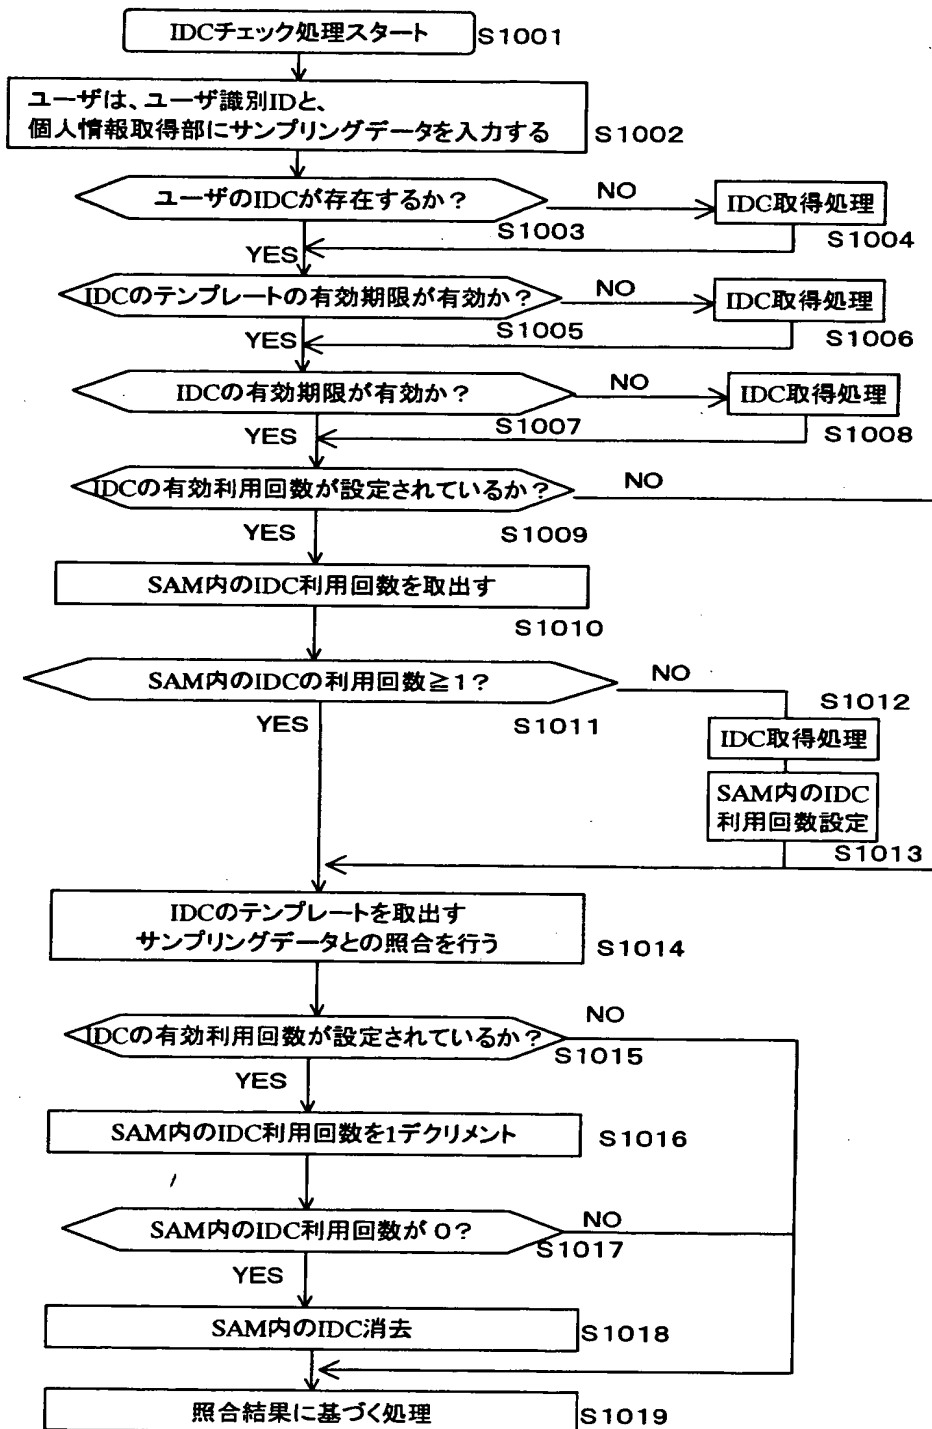 IDCチェック処理スタート
S1001
ユーザは、ユーザ識別IDと、
個人情報取得部にサンプリングデータを入力する
S1002
ユーザのIDCが存在するか？
NO
IDC取得処理
S1003
S1004
YES
IDCのテンプレートの有効期限が有効か？
NO
IDC取得処理
S1005
S1006
YES
IDCの有効期限が有効か？
NO
IDC取得処理
S1007
S1008
YES
IDCの有効利用回数が設定されているか？
NO
YES
S1009
SAM内のIDC利用回数を取出す
S1010
SAM内のIDCの利用回数≧1？
NO
YES
S1011
S1012
IDC取得処理
SAM内のIDC
利用回数設定
S1013
IDCのテンプレートを取出す
サンプリングデータとの照合を行う
S1014
IDCの有効利用回数が設定されているか？
NO
S1015
YES
SAM内のIDC利用回数を1デクリメント
S1016
SAM内のIDC利用回数が０？
NO
S1017
YES
SAM内のIDC消去
S1018
照合結果に基づく処理
S1019